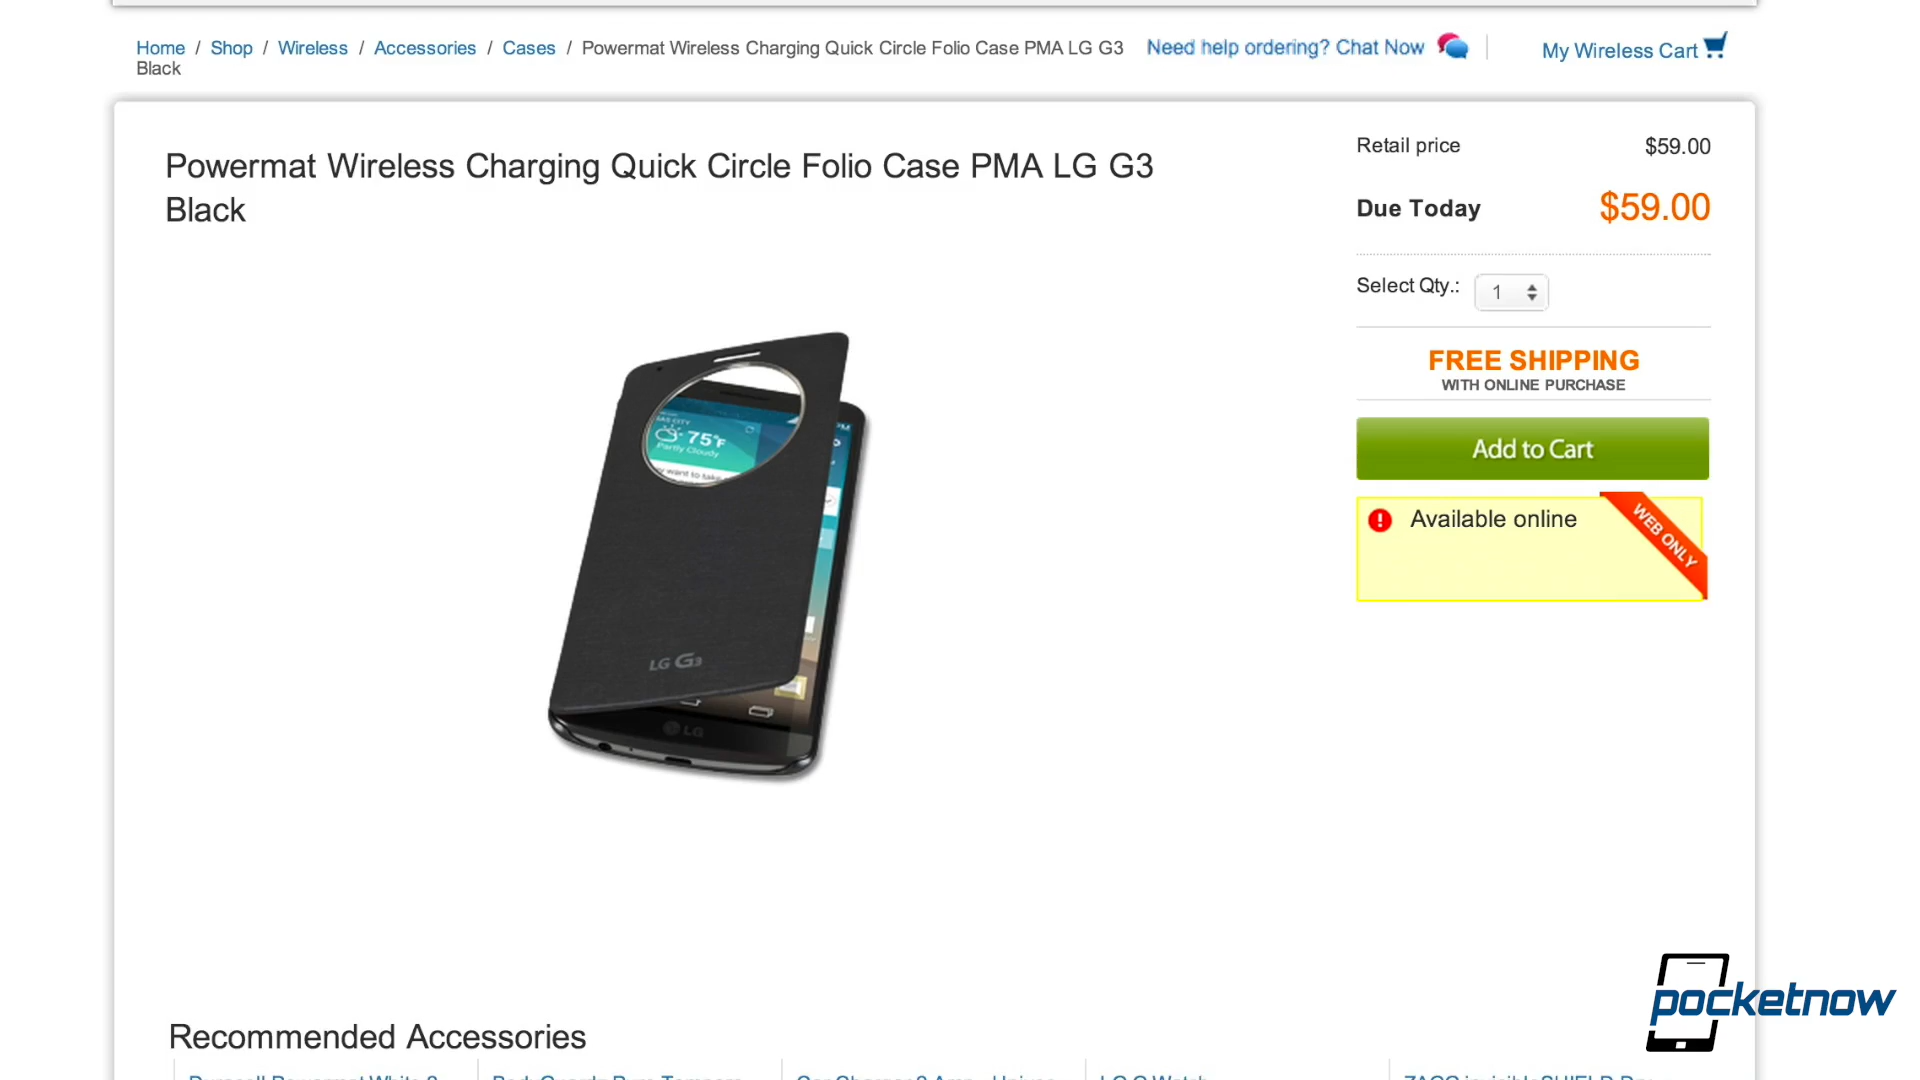 Home / Shop / Wireless / Accessories / Cases / Powermat Wireless Charging Quick Circle Folio Case PMA LG G3
Black
Need help ordering? Chat Now
My Wireless Cart
Powermat Wireless Charging Quick Circle Folio Case PMA LG G3
Black
Retail price $59.00
Due Today $59.00
Select Qty.: 1
FREE SHIPPING
WITH ONLINE PURCHASE
Add to Cart
Available online
WEB ONLY
75°F
Partly Cloudy
LG G3
LG
pocketnow
Recommended Accessories